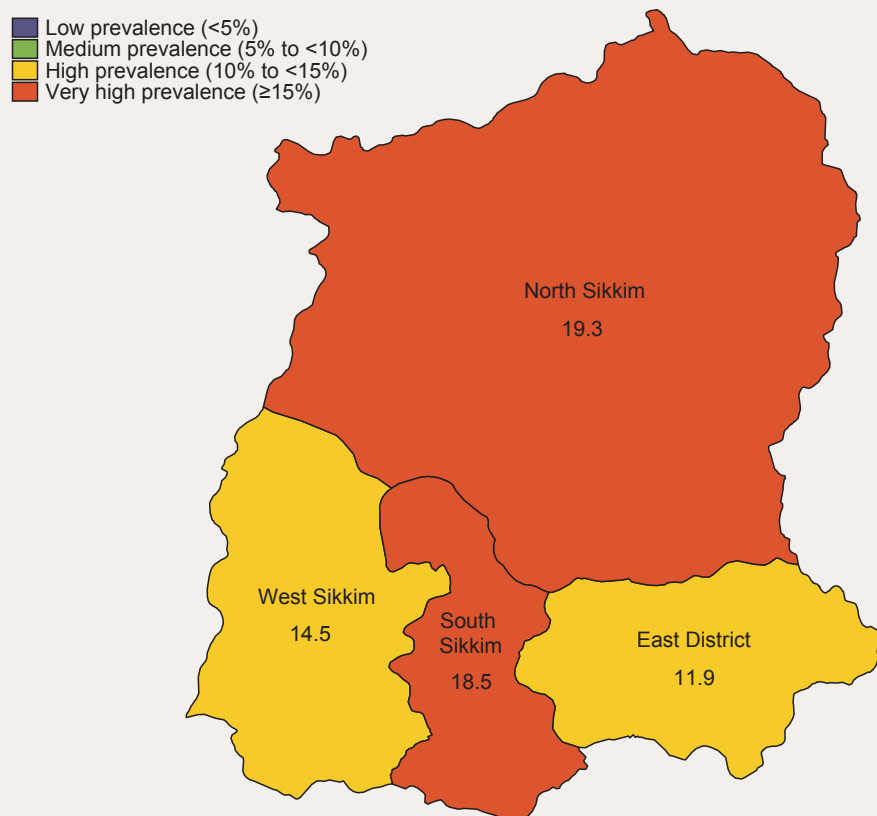 Low prevalence (<5%)
Medium prevalence (5% to <10%)
High prevalence (10% to <15%)
Very high prevalence (≥15%)
North Sikkim
19.3
West Sikkim
14.5
South
Sikkim
18.5
East District
11.9